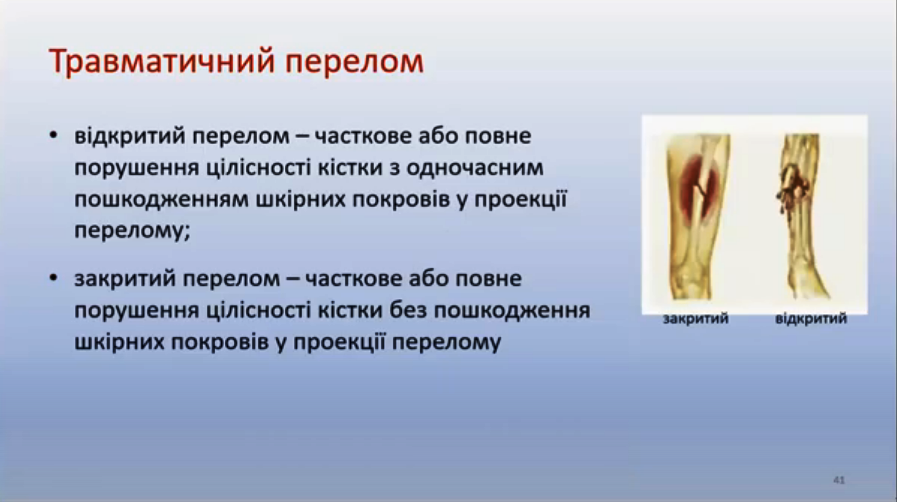 Травматичний перелом
• відкритий перелом – часткове або повне
порушення цілісності кістки з одночасним
пошкодженням шкірних покровів у проекції
перелому;
• закритий перелом – часткове або повне
порушення цілісності кістки без пошкодження
шкірних покровів у проекції перелому
закритий відкритий
41